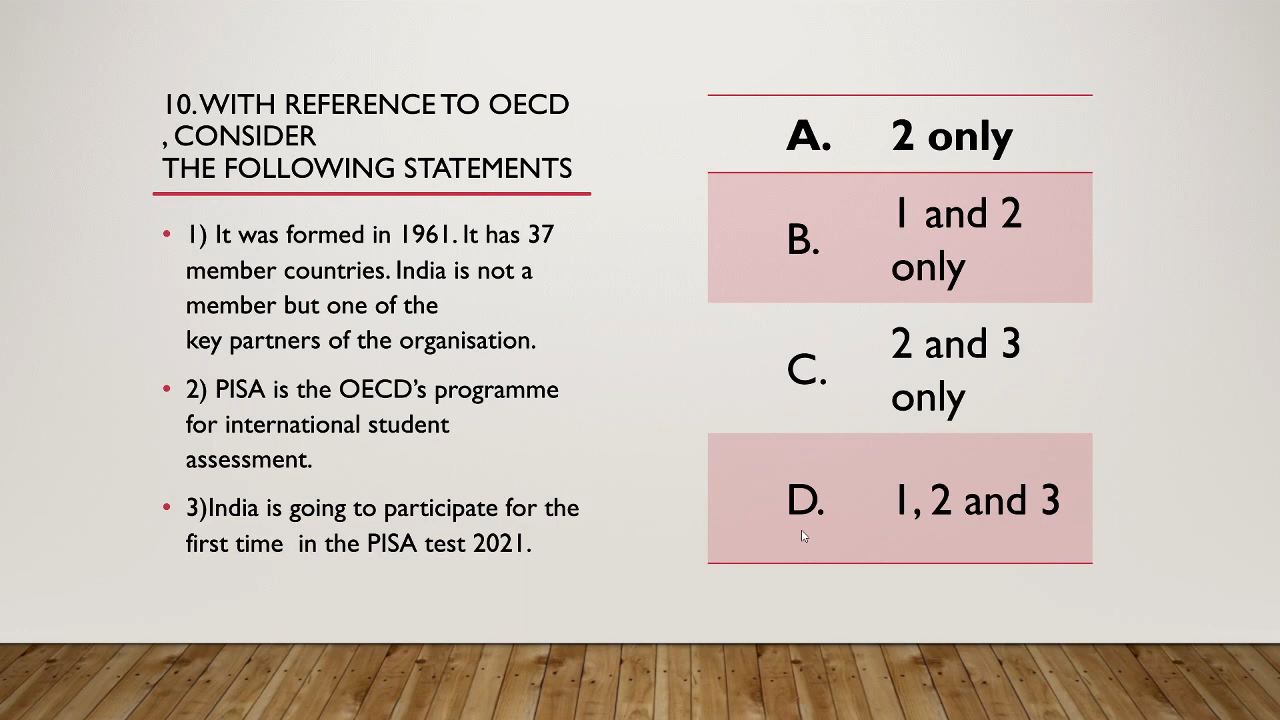 10. WITH REFERENCE TO OECD
, CONSIDER
THE FOLLOWING STATEMENTS
• 1) It was formed in 1961. It has 37
member countries. India is not a
member but one of the
key partners of the organisation.
• 2) PISA is the OECD’s programme
for international student
assessment.
• 3)India is going to participate for the
first time in the PISA test 2021.
A. 2 only
B. 1 and 2
only
C. 2 and 3
only
D. 1, 2 and 3